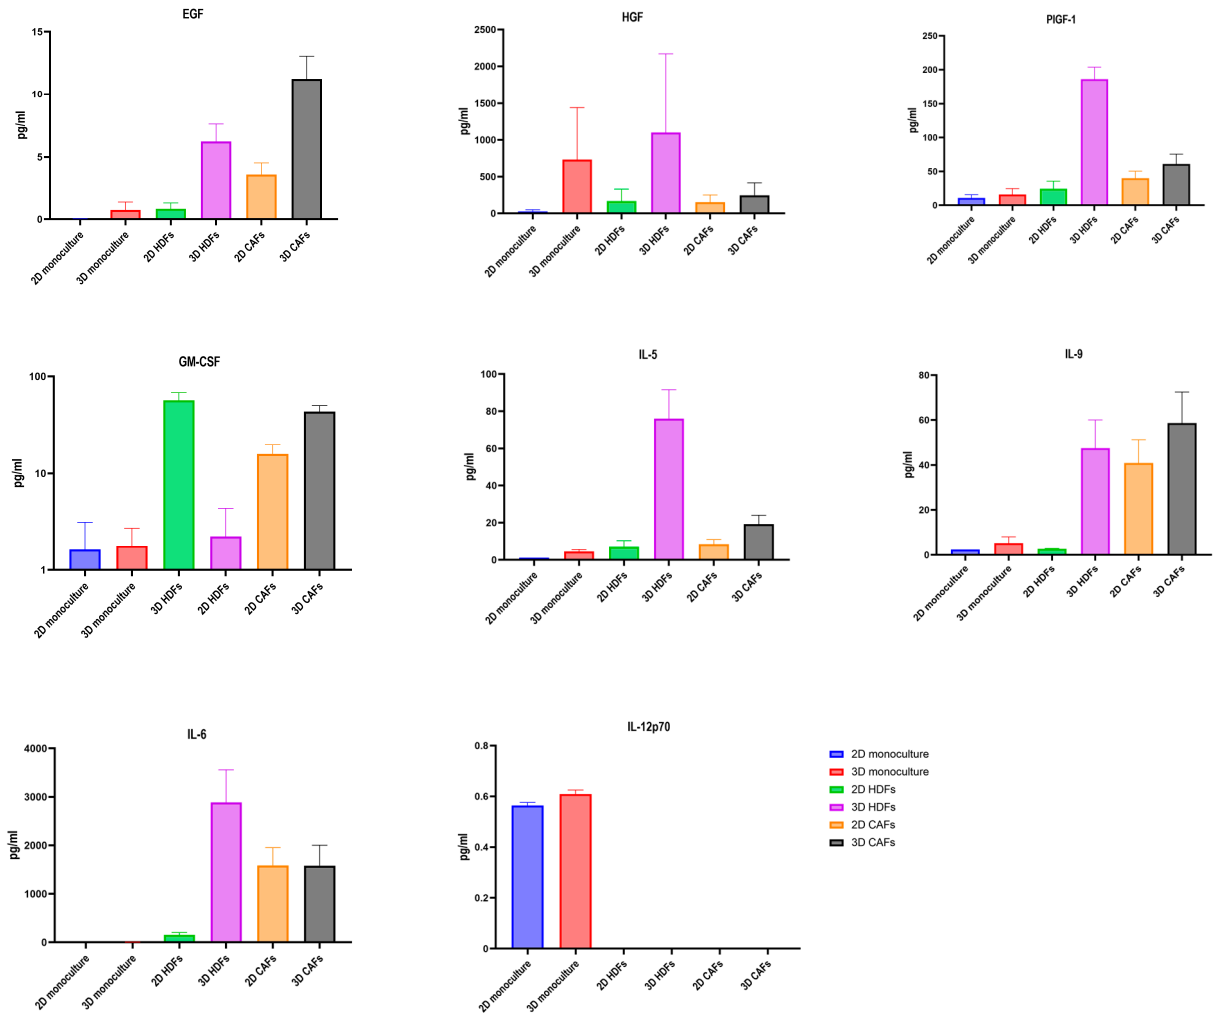 EGF
15
10
5
0
pg/ml
2D monoculture
3D monoculture
2D HDFs
3D HDFs
2D CAFs
3D CAFs
HGF
2500
2000
1500
1000
500
0
pg/ml
2D monoculture
3D monoculture
2D HDFs
3D HDFs
2D CAFs
3D CAFs
PlGF-1
250
200
150
100
50
0
pg/ml
2D monoculture
3D monoculture
2D HDFs
3D HDFs
2D CAFs
3D CAFs
GM-CSF
100
10
1
pg/ml
2D monoculture
3D monoculture
3D HDFs
2D HDFs
2D CAFs
3D CAFs
IL-5
100
80
60
40
20
0
pg/ml
2D monoculture
3D monoculture
2D HDFs
3D HDFs
2D CAFs
3D CAFs
IL-9
80
60
40
20
0
pg/ml
2D monoculture
3D monoculture
2D HDFs
3D HDFs
2D CAFs
3D CAFs
IL-6
4000
3000
2000
1000
0
pg/ml
2D monoculture
3D monoculture
2D HDFs
3D HDFs
2D CAFs
3D CAFs
IL-12p70
0.8
0.6
0.4
0.2
0
pg/ml
2D monoculture
3D monoculture
2D HDFs
3D HDFs
2D CAFs
3D CAFs
2D monoculture
3D monoculture
2D HDFs
3D HDFs
2D CAFs
3D CAFs